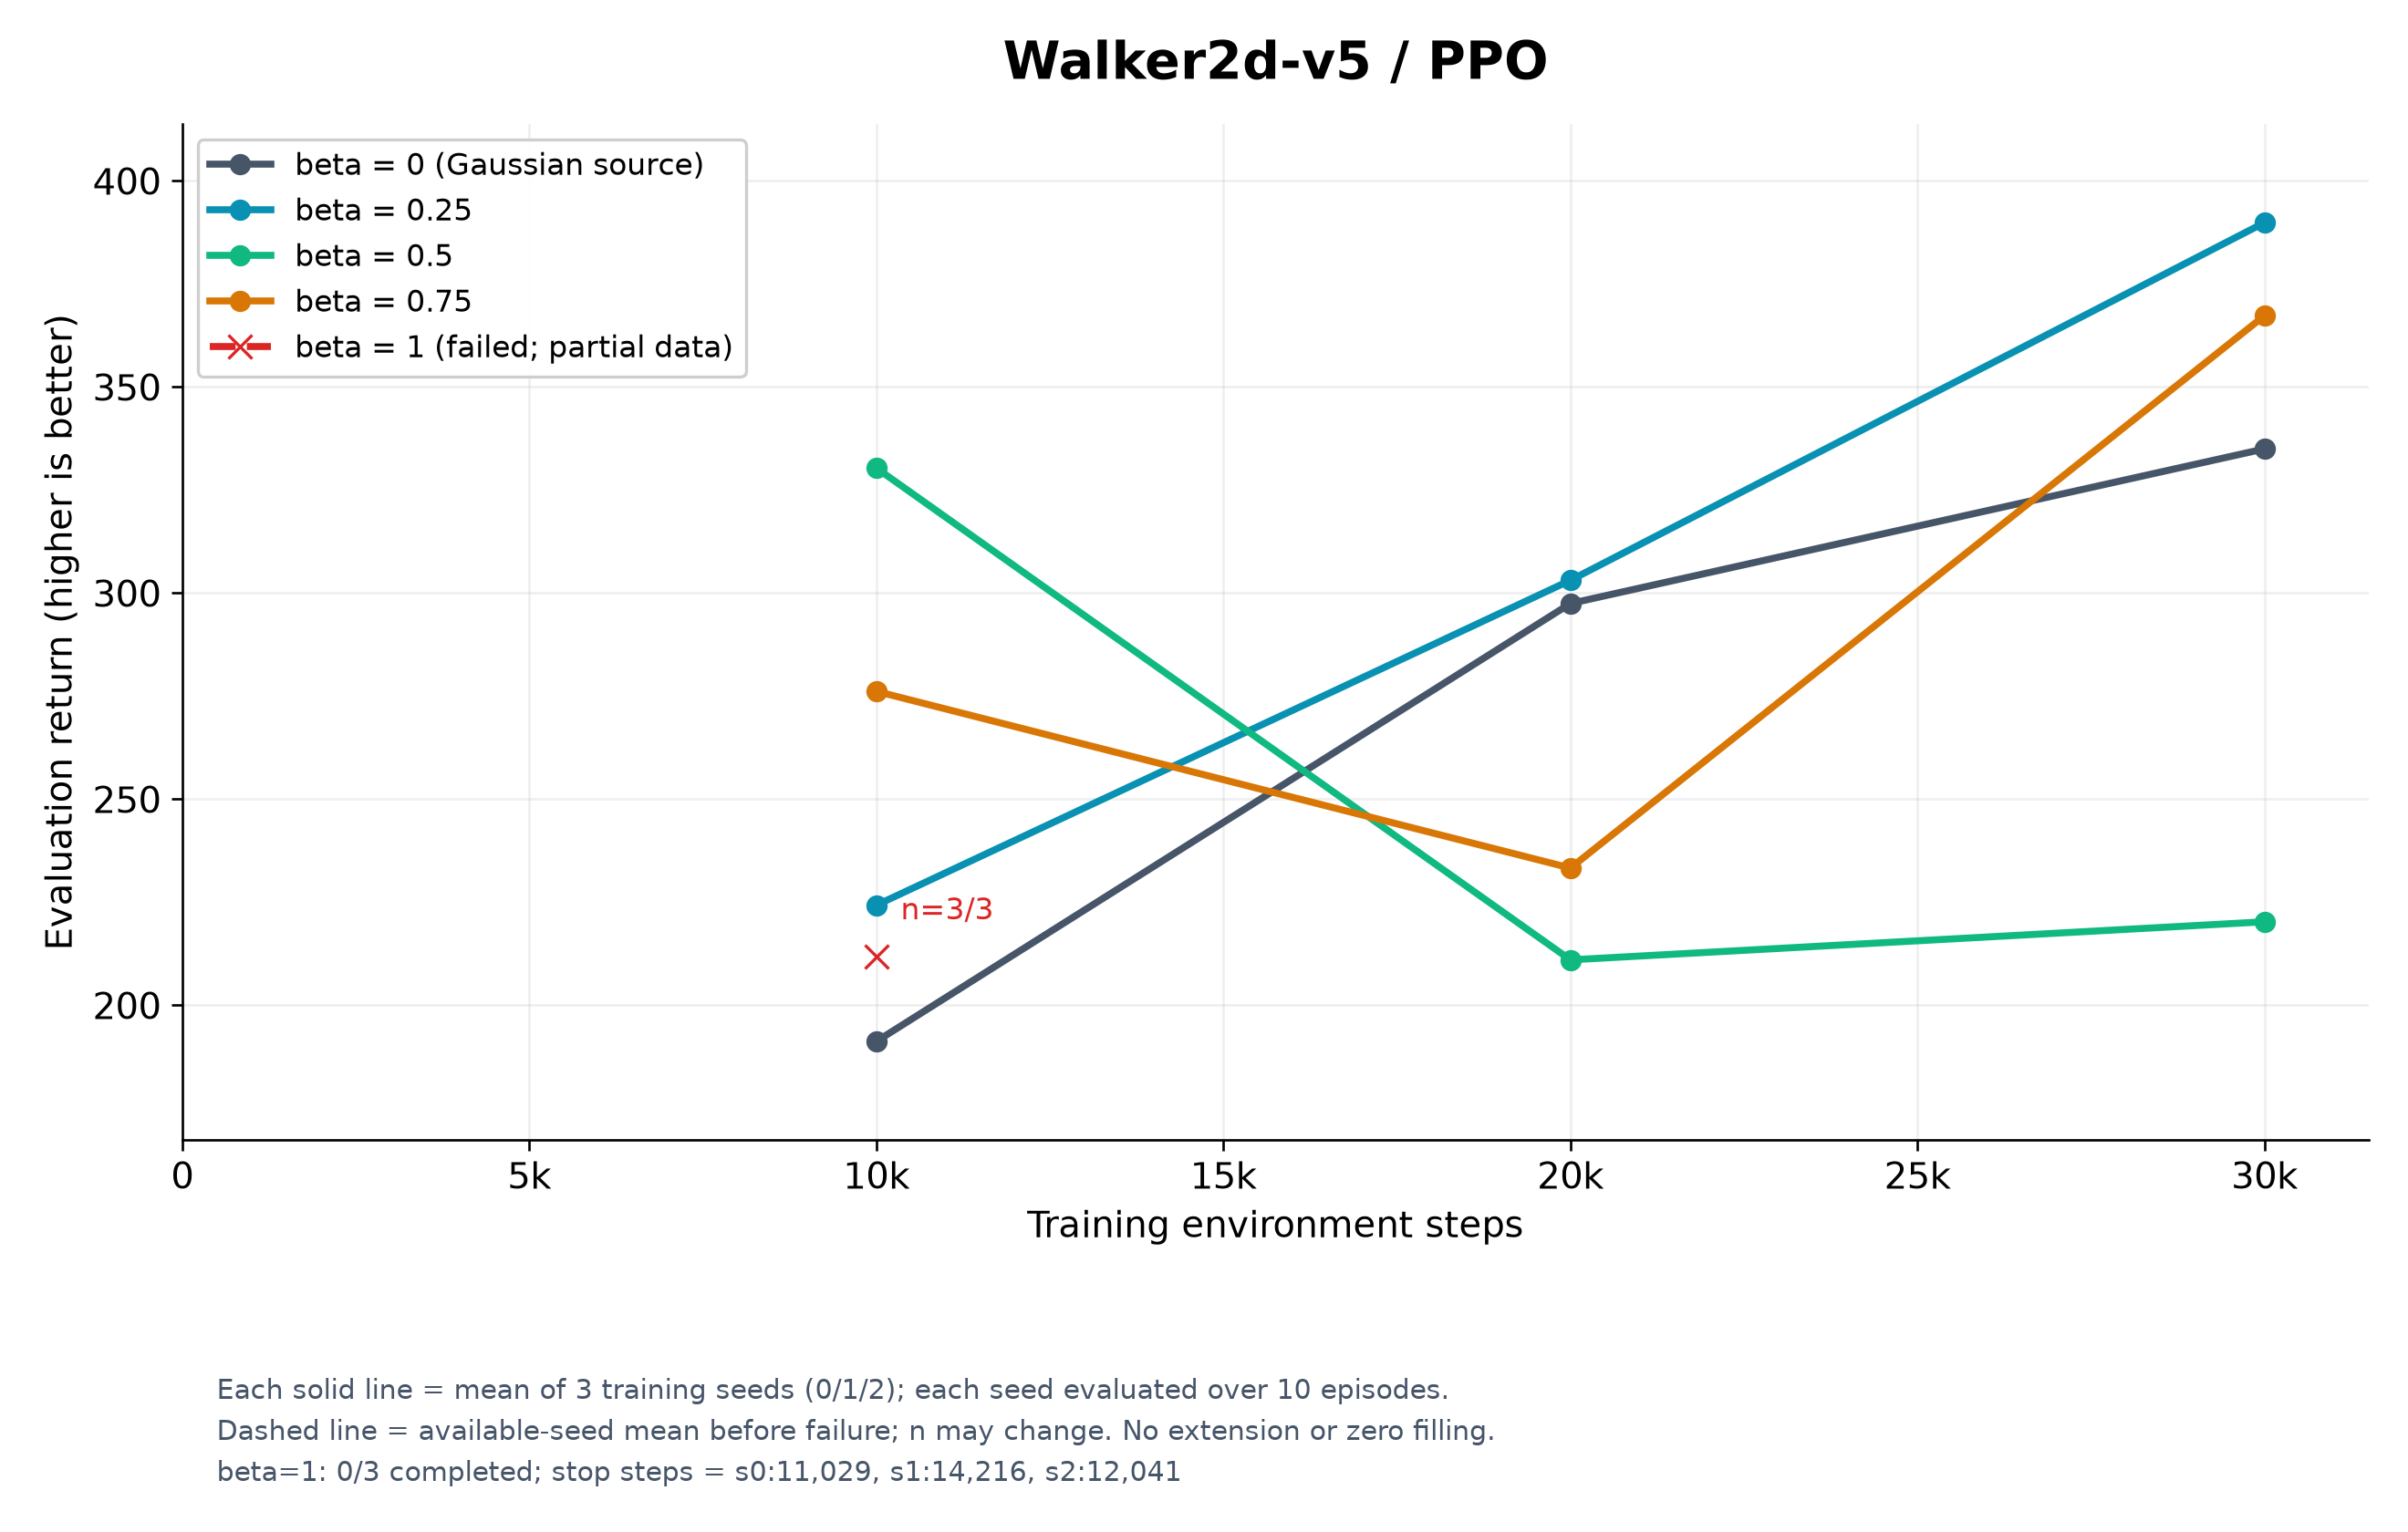 Walker2d-v5 / PPO
beta = 0 (Gaussian source)
beta = 0.25
beta = 0.5
beta = 0.75
beta = 1 (failed; partial data)
Evaluation return (higher is better)
400
350
300
250
200
n=3/3
0
5k
10k
15k
20k
25k
30k
Training environment steps
Each solid line = mean of 3 training seeds (0/1/2); each seed evaluated over 10 episodes.
Dashed line = available-seed mean before failure; n may change. No extension or zero filling.
beta=1: 0/3 completed; stop steps = s0:11,029, s1:14,216, s2:12,041